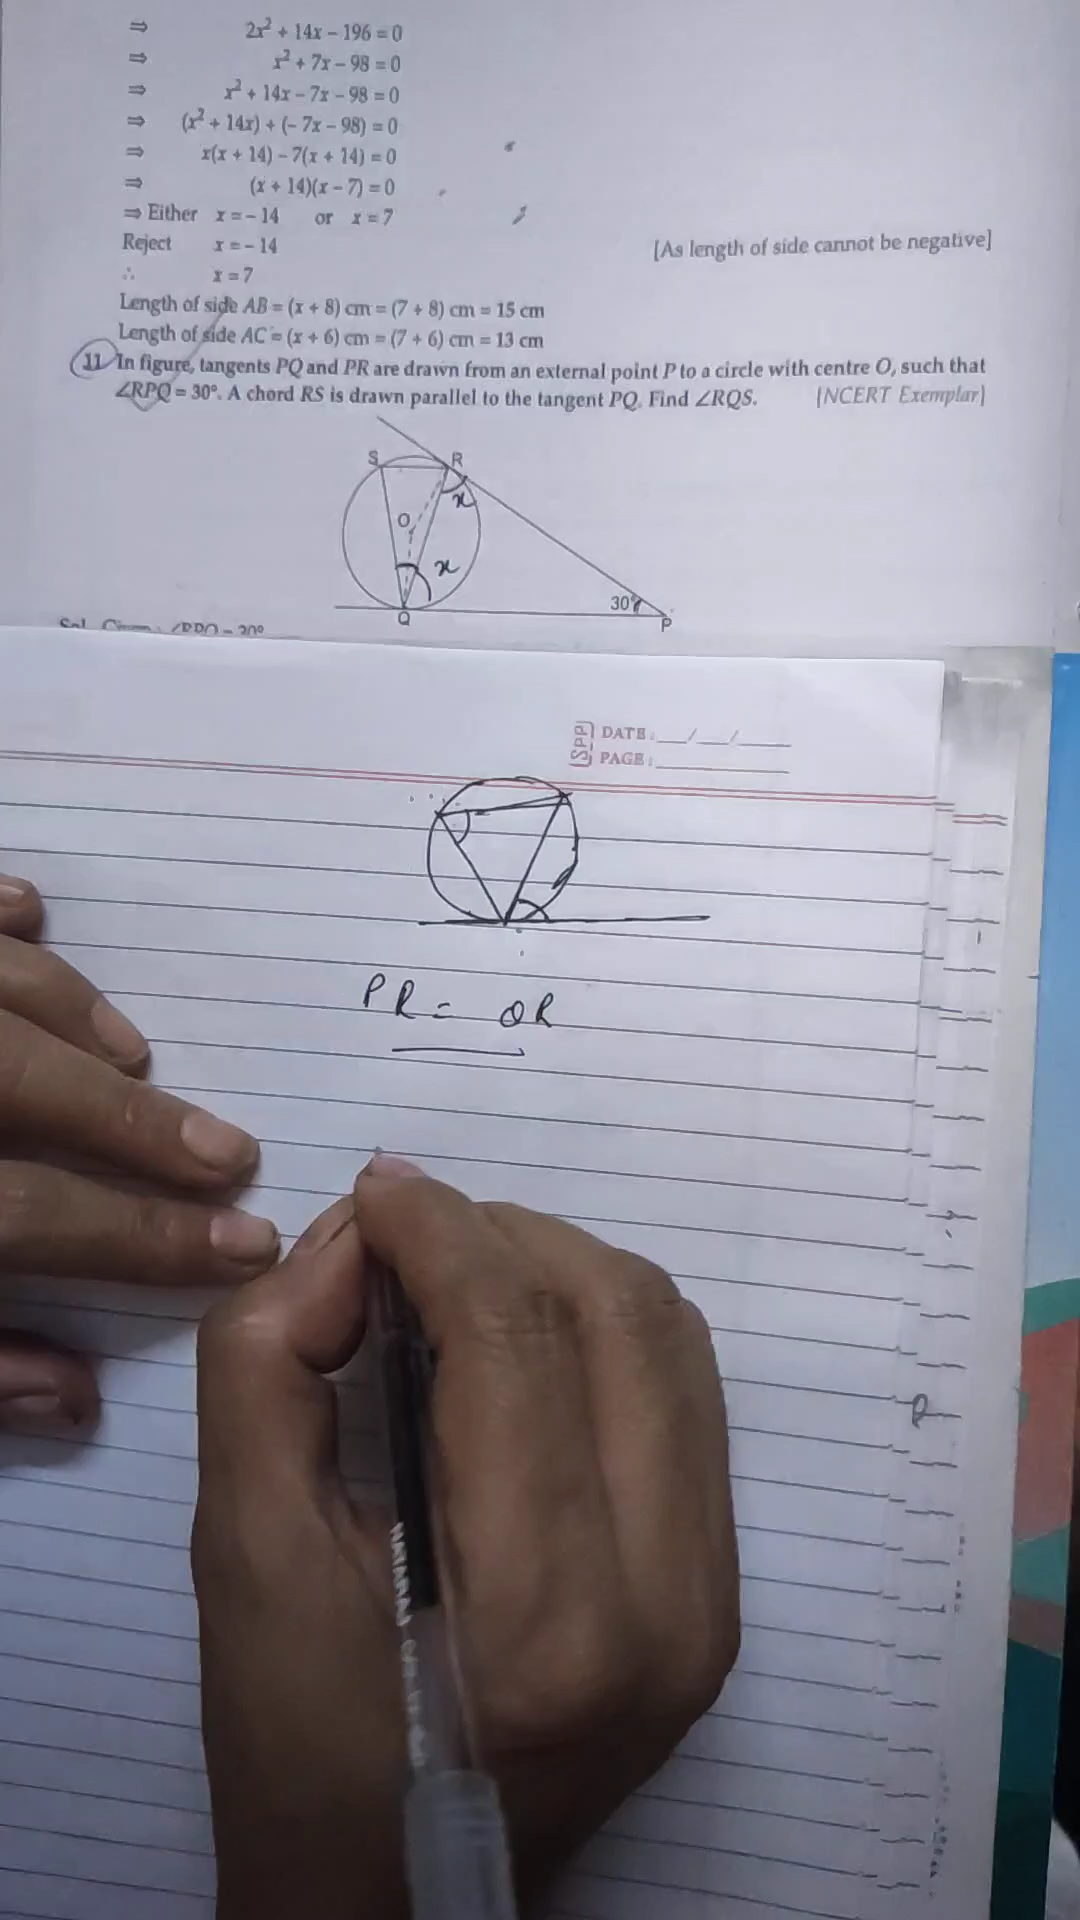 ⇒ 2x² + 14x – 196 = 0
⇒ x² + 7x – 98 = 0
⇒ x² + 14x – 7x – 98 = 0
⇒ (x² + 14x) + (– 7x – 98) = 0
⇒ x(x + 14) – 7(x + 14) = 0
⇒ (x + 14)(x – 7) = 0
⇒ Either x = – 14 or x = 7
Reject x = – 14 [As length of side cannot be negative]
∴ x = 7
Length of side AB = (x + 8) cm = (7 + 8) cm = 15 cm
Length of side AC = (x + 6) cm = (7 + 6) cm = 13 cm
11 In figure, tangents PQ and PR are drawn from an external point P to a circle with centre O, such that
∠RPQ = 30°. A chord RS is drawn parallel to the tangent PQ. Find ∠RQS. [NCERT Exemplar]
S R
x
O
x
30°
Q P
DATE: __/__/____
SPP PAGE:
PR = QR
NATARAJ